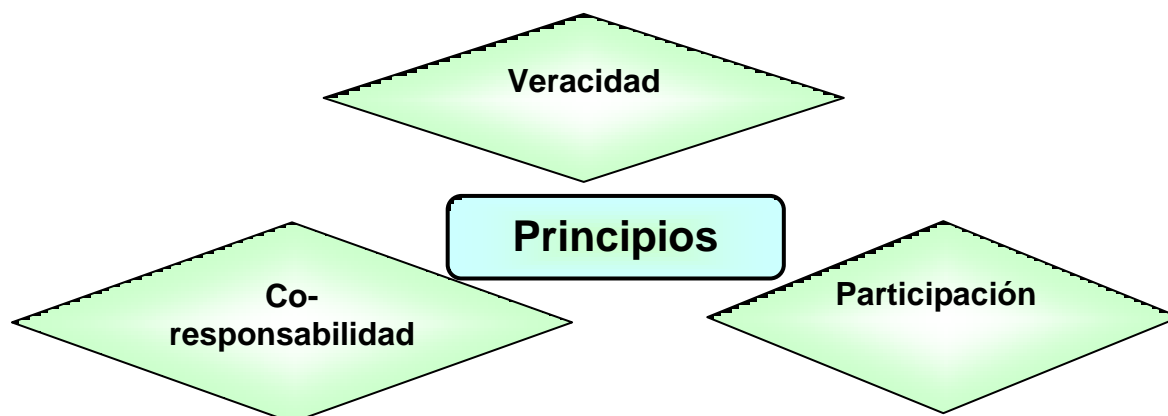 Veracidad
Principios
Co-
responsabilidad
Participación